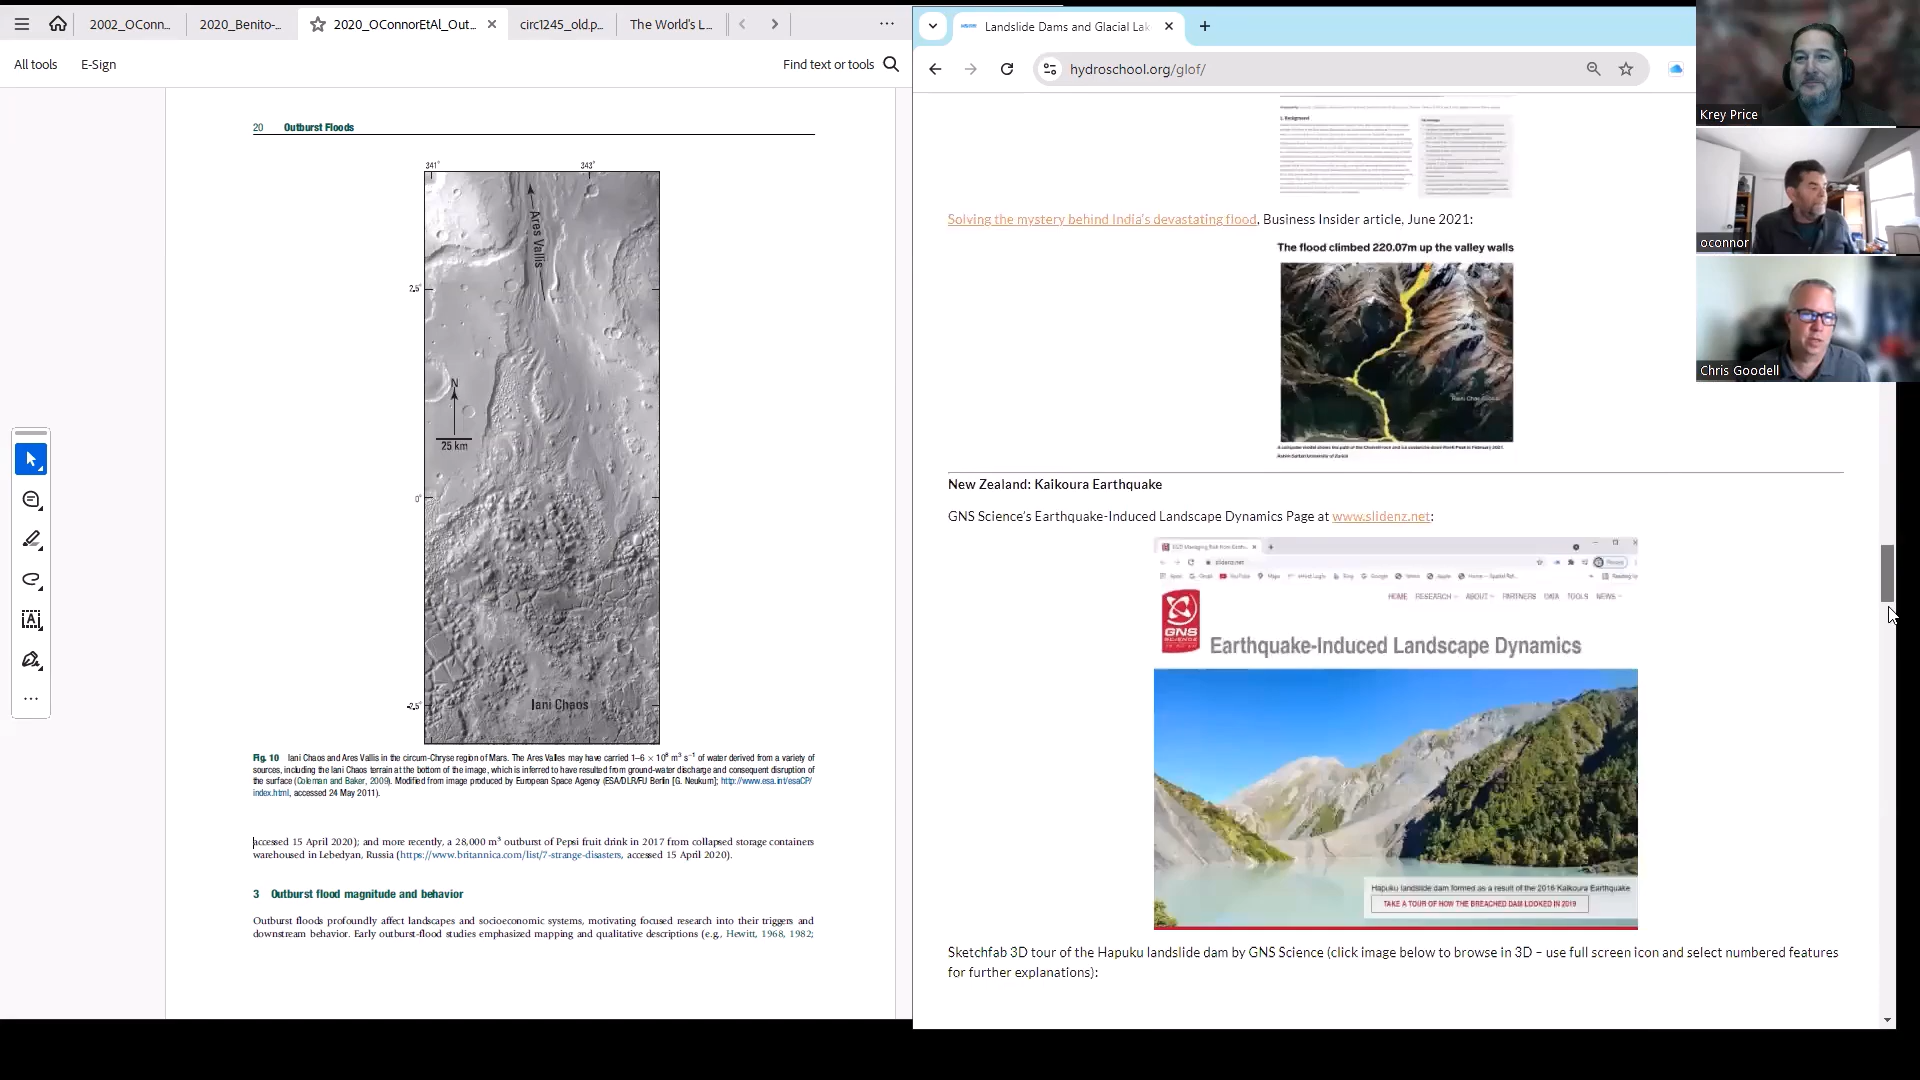 2002_OConn...
2020_Benito-...
2020_OConnorEtAl_Out...
circ1245_old.p...
The World's L...
All tools
E-Sign
Find text or tools
20 Outburst Floods
341°
343°
Ares Vallis
2.5°
N
25 km
0°
-2.5°
Iani Chaos
Fig. 10 Iani Chaos and Ares Vallis in the circum-Chryse region of Mars. The Ares Valles may have carried 1–6 × 10⁸ m³ s⁻¹ of water derived from a variety of
sources, including the Iani Chaos terrain at the bottom of the image, which is inferred to have resulted from ground-water discharge and consequent disruption of
the surface (Coleman and Baker, 2009). Modified from image produced by European Space Agency (ESA/DLR/FU Berlin [G. Neukum]; http://www.esa.int/esaCP/
index.html, accessed 24 May 2011).
accessed 15 April 2020); and more recently, a 28,000 m³ outburst of Pepsi fruit drink in 2017 from collapsed storage containers
warehoused in Lebedyan, Russia (https://www.britannica.com/list/7-strange-disasters, accessed 15 April 2020).
3 Outburst flood magnitude and behavior
Outburst floods profoundly affect landscapes and socioeconomic systems, motivating focused research into their triggers and
downstream behavior. Early outburst-flood studies emphasized mapping and qualitative descriptions (e.g., Hewitt, 1968, 1982;
Landslide Dams and Glacial Lak
hydroschool.org/glof/
1. Background
Solving the mystery behind India's devastating flood, Business Insider article, June 2021:
The flood climbed 220.07m up the valley walls
New Zealand: Kaikoura Earthquake
GNS Science's Earthquake-Induced Landscape Dynamics Page at www.slidenz.net:
slidenz.net
HOME RESEARCH ABOUT PARTNERS DATA TOOLS NEWS
GNS
SCIENCE
Earthquake-Induced Landscape Dynamics
Hapuku landslide dam formed as a result of the 2016 Kaikoura Earthquake
TAKE A TOUR OF HOW THE BREACHED DAM LOOKED IN 2019
Sketchfab 3D tour of the Hapuku landslide dam by GNS Science (click image below to browse in 3D – use full screen icon and select numbered features
for further explanations):
Krey Price
oconnor
Chris Goodell